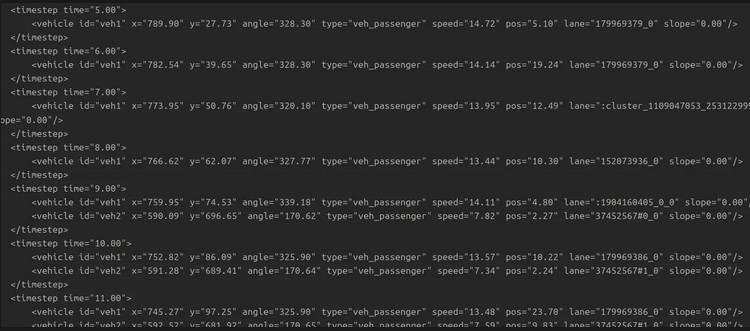 <timestep time="5.00">
<vehicle id="veh1" x="789.90" y="27.73" angle="328.30" type="veh_passenger" speed="14.72" pos="5.10" lane="179969379_0" slope="0.00"/>
</timestep>
<timestep time="6.00">
<vehicle id="veh1" x="782.54" y="39.65" angle="328.30" type="veh_passenger" speed="14.14" pos="19.24" lane="179969379_0" slope="0.00"/>
</timestep>
<timestep time="7.00">
<vehicle id="veh1" x="773.95" y="50.76" angle="320.10" type="veh_passenger" speed="13.95" pos="12.49" lane=":cluster_1109047053_253122999
ope="0.00"/>
</timestep>
<timestep time="8.00">
<vehicle id="veh1" x="766.62" y="62.07" angle="327.77" type="veh_passenger" speed="13.44" pos="10.30" lane="152073936_0" slope="0.00"/>
</timestep>
<timestep time="9.00">
<vehicle id="veh1" x="759.95" y="74.53" angle="339.18" type="veh_passenger" speed="14.11" pos="4.80" lane=":1904160405_0_0" slope="0.00"/
<vehicle id="veh2" x="590.09" y="696.65" angle="170.62" type="veh_passenger" speed="7.82" pos="2.27" lane="37452567#0_0" slope="0.00"/>
</timestep>
<timestep time="10.00">
<vehicle id="veh1" x="752.82" y="86.09" angle="325.90" type="veh_passenger" speed="13.57" pos="10.22" lane="179969386_0" slope="0.00"/>
<vehicle id="veh2" x="591.28" y="689.41" angle="170.64" type="veh_passenger" speed="7.34" pos="2.24" lane="37452567#1_0" slope="0.00"/>
</timestep>
<timestep time="11.00">
<vehicle id="veh1" x="745.27" y="97.25" angle="325.90" type="veh_passenger" speed="13.48" pos="23.70" lane="179969386_0" slope="0.00"/>
<vehicle id="veh2" x="592.52" y="681.92" angle="170.65" type="veh_passenger" speed="7.59" pos="9.83" lane="37452567#1_0" slope="0.00"/>